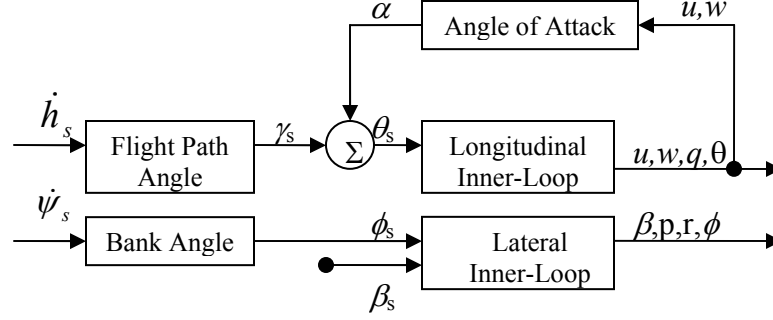 α
Angle of Attack
u,w
ḣₛ
Flight Path
Angle
γₛ
Σ
θₛ
Longitudinal
Inner-Loop
u,w,q,θ
ψ̇ₛ
Bank Angle
ϕₛ
βₛ
Lateral
Inner-Loop
β,p,r,ϕ